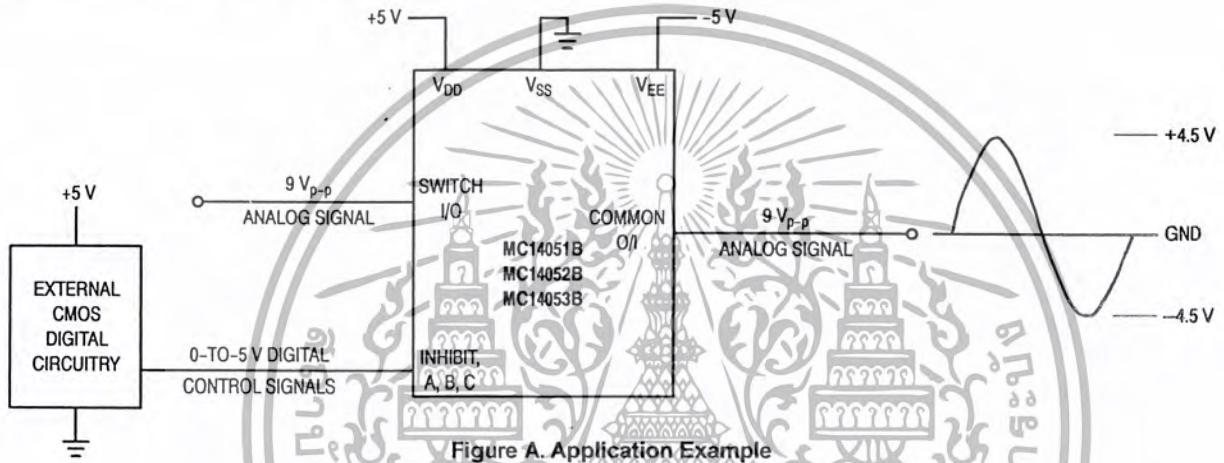 +5 V
−5 V
V_DD
V_SS
V_EE
+4.5 V
9 V_p-p
ANALOG SIGNAL
SWITCH
I/O
COMMON
O/I
9 V_p-p
ANALOG SIGNAL
GND
+5 V
MC14051B
MC14052B
MC14053B
EXTERNAL
CMOS
DIGITAL
CIRCUITRY
−4.5 V
0-TO-5 V DIGITAL
CONTROL SIGNALS
INHIBIT,
A, B, C
Figure A. Application Example